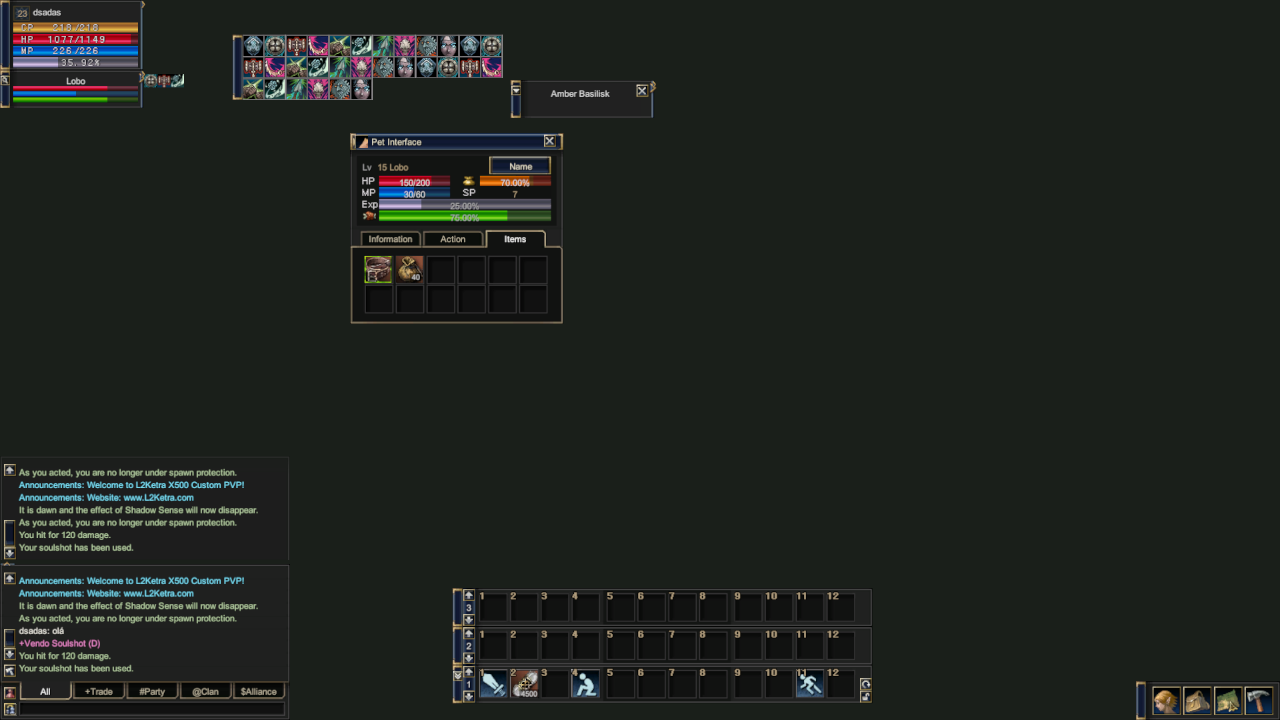 23 dsadas
CP 218/218
HP 1077/1149
MP 226/226
35.92%
Lobo
Amber Basilisk
Pet Interface
Lv 15 Lobo
Name
HP 150/200 70.00%
MP 30/60 SP 7
Exp 25.00%
75.00%
Information Action Items
40
As you acted, you are no longer under spawn protection.
Announcements: Welcome to L2Ketra X500 Custom PVP!
Announcements: Website: www.L2Ketra.com
It is dawn and the effect of Shadow Sense will now disappear.
As you acted, you are no longer under spawn protection.
You hit for 120 damage.
Your soulshot has been used.
Announcements: Welcome to L2Ketra X500 Custom PVP!
Announcements: Website: www.L2Ketra.com
It is dawn and the effect of Shadow Sense will now disappear.
As you acted, you are no longer under spawn protection.
dsadas: olá
+Vendo Soulshot (D)
You hit for 120 damage.
Your soulshot has been used.
All +Trade #Party @Clan $Alliance
1 2 3 4 5 6 7 8 9 10 11 12
3
1 2 3 4 5 6 7 8 9 10 11 12
2
1 2 3 4 5 6 7 8 9 10 11 12
1
4500